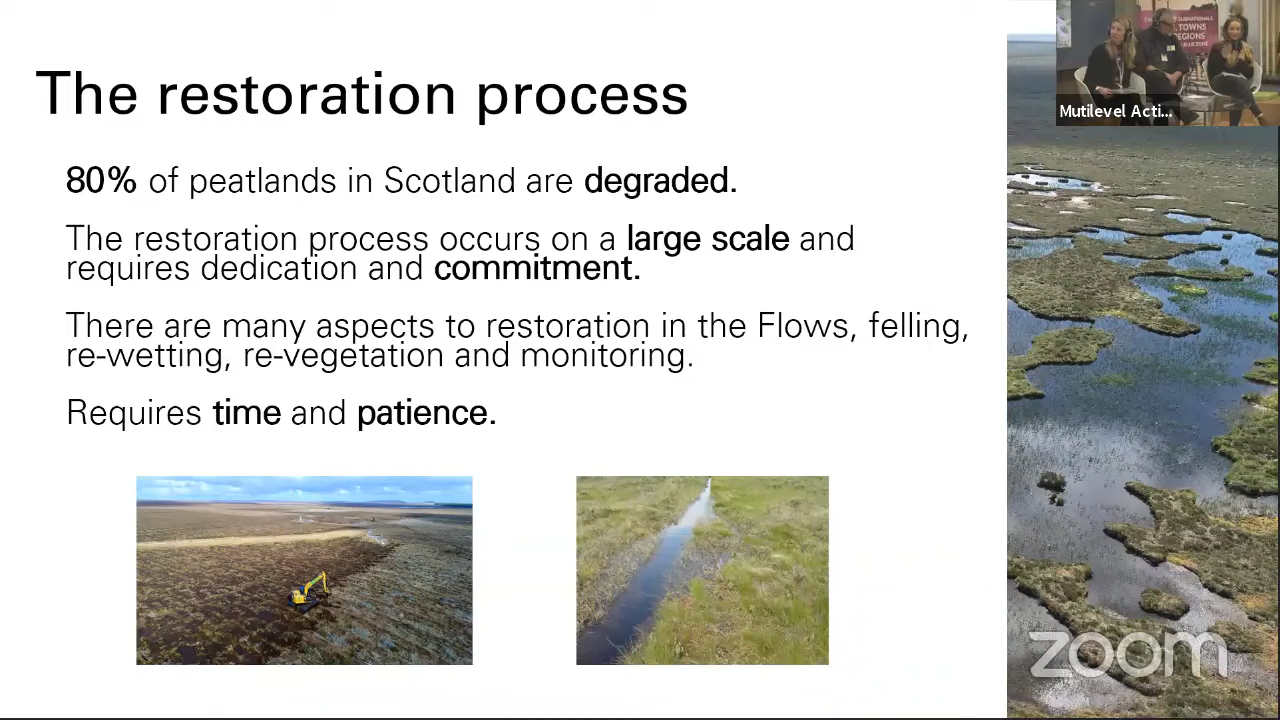 The restoration process
80% of peatlands in Scotland are degraded.
The restoration process occurs on a large scale and
requires dedication and commitment.
There are many aspects to restoration in the Flows, felling,
re-wetting, re-vegetation and monitoring.
Requires time and patience.
TOWNS
Mutilevel Acti...
zoom